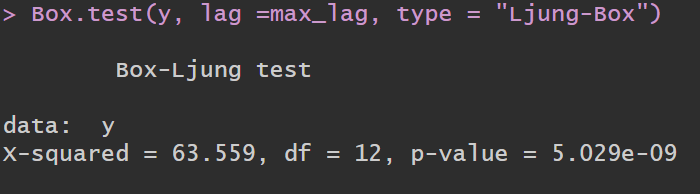 > Box.test(y, lag =max_lag, type = "Ljung-Box")
Box-Ljung test
data:  y
X-squared = 63.559, df = 12, p-value = 5.029e-09